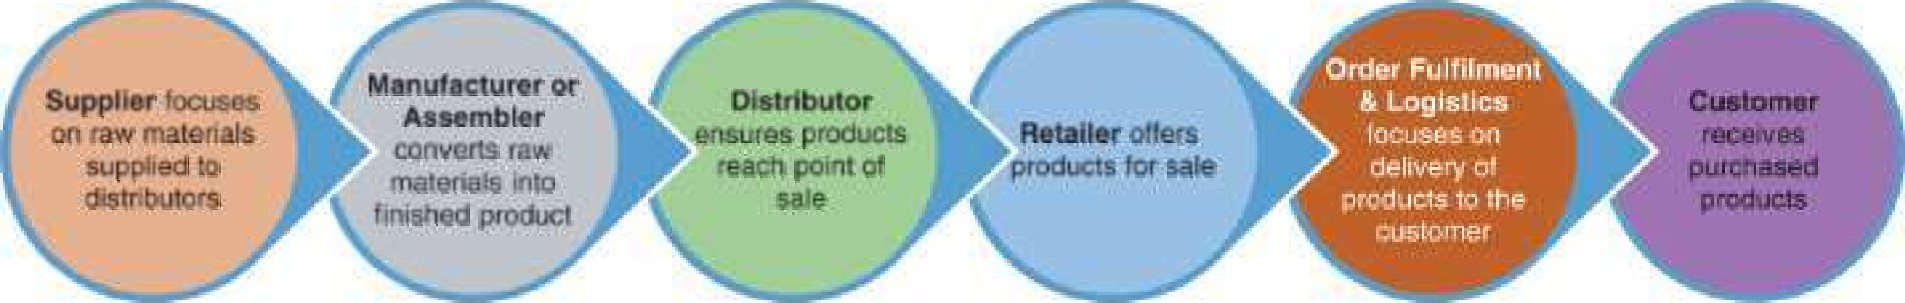 Supplier focuses
on raw materials
supplied to
distributors
Manufacturer or
Assembler
converts raw
materials into
finished product
Distributor
ensures products
reach point of
sale
Retailer offers
products for sale
Order Fulfilment
& Logistics
focuses on
delivery of
products to the
customer
Customer
receives
purchased
products